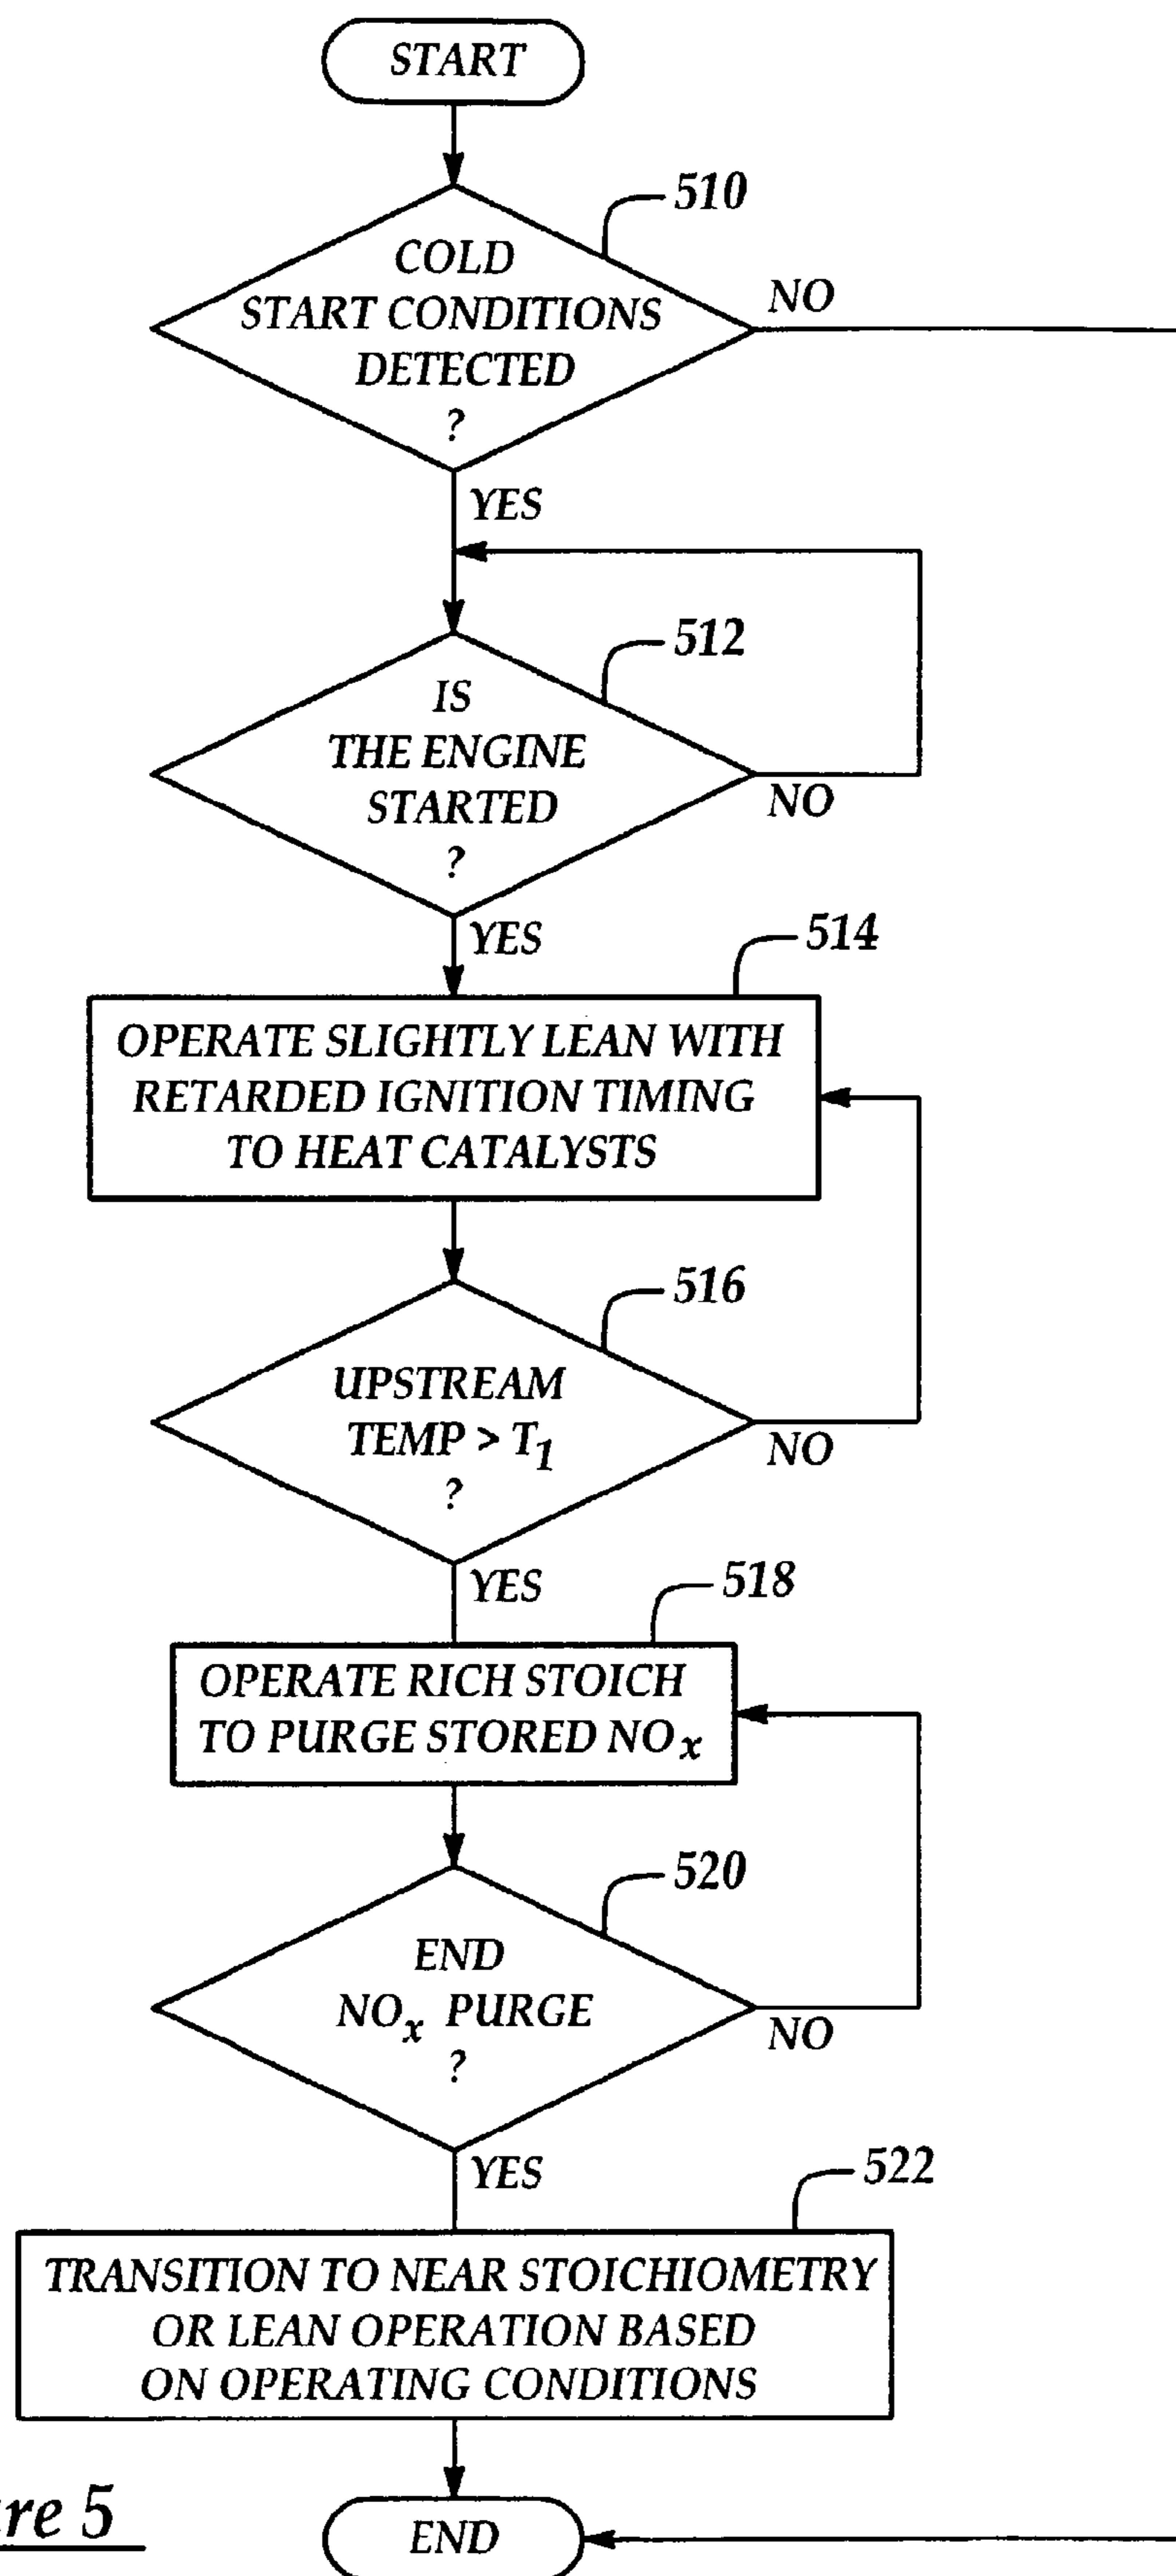 START
510
COLD
START CONDITIONS
DETECTED
?
NO
YES
512
IS
THE ENGINE
STARTED
?
NO
YES
514
OPERATE SLIGHTLY LEAN WITH
RETARDED IGNITION TIMING
TO HEAT CATALYSTS
516
UPSTREAM
TEMP > T1
?
NO
YES
518
OPERATE RICH STOICH
TO PURGE STORED NOx
520
END
NOx PURGE
?
NO
YES
522
TRANSITION TO NEAR STOICHIOMETRY
OR LEAN OPERATION BASED
ON OPERATING CONDITIONS
re 5
END